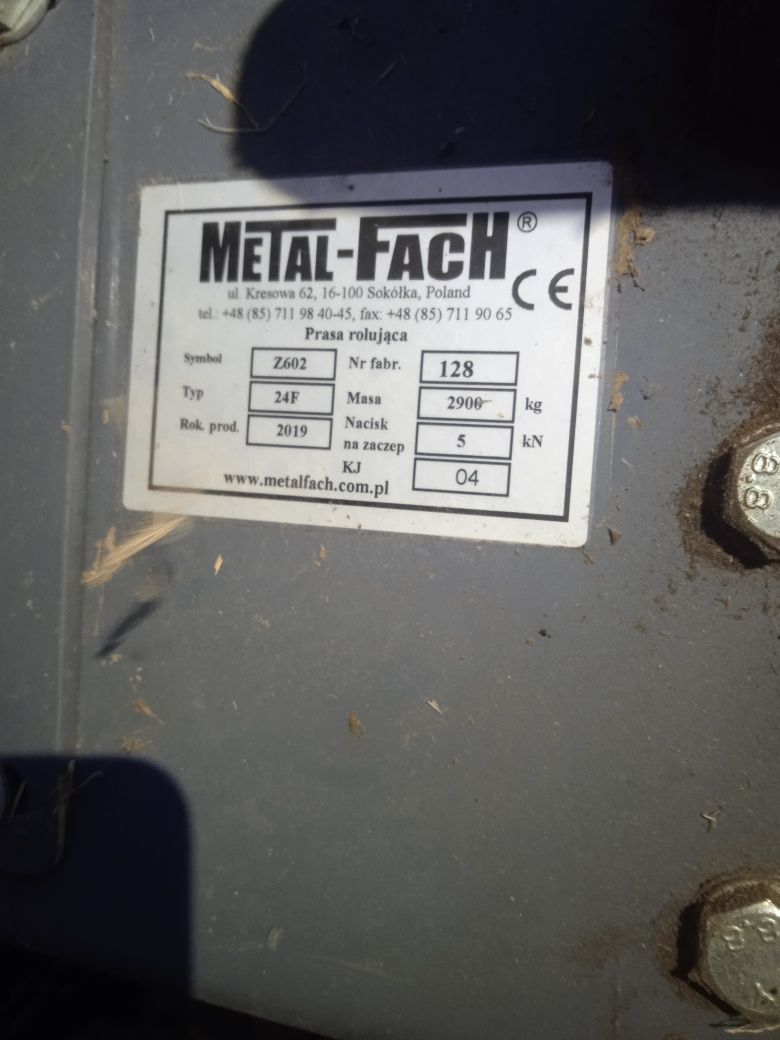 METAL-FACH®
ul. Kresowa 62, 16-100 Sokółka, Poland
CE
tel.: +48 (85) 711 98 40-45, fax: +48 (85) 711 90 65
Prasa rolująca
Symbol Z602 Nr fabr. 128
Typ 24F Masa 2900 kg
Rok. prod. 2019 Nacisk na zaczep 5 kN
KJ 04
www.metalfach.com.pl
8.8
8.8